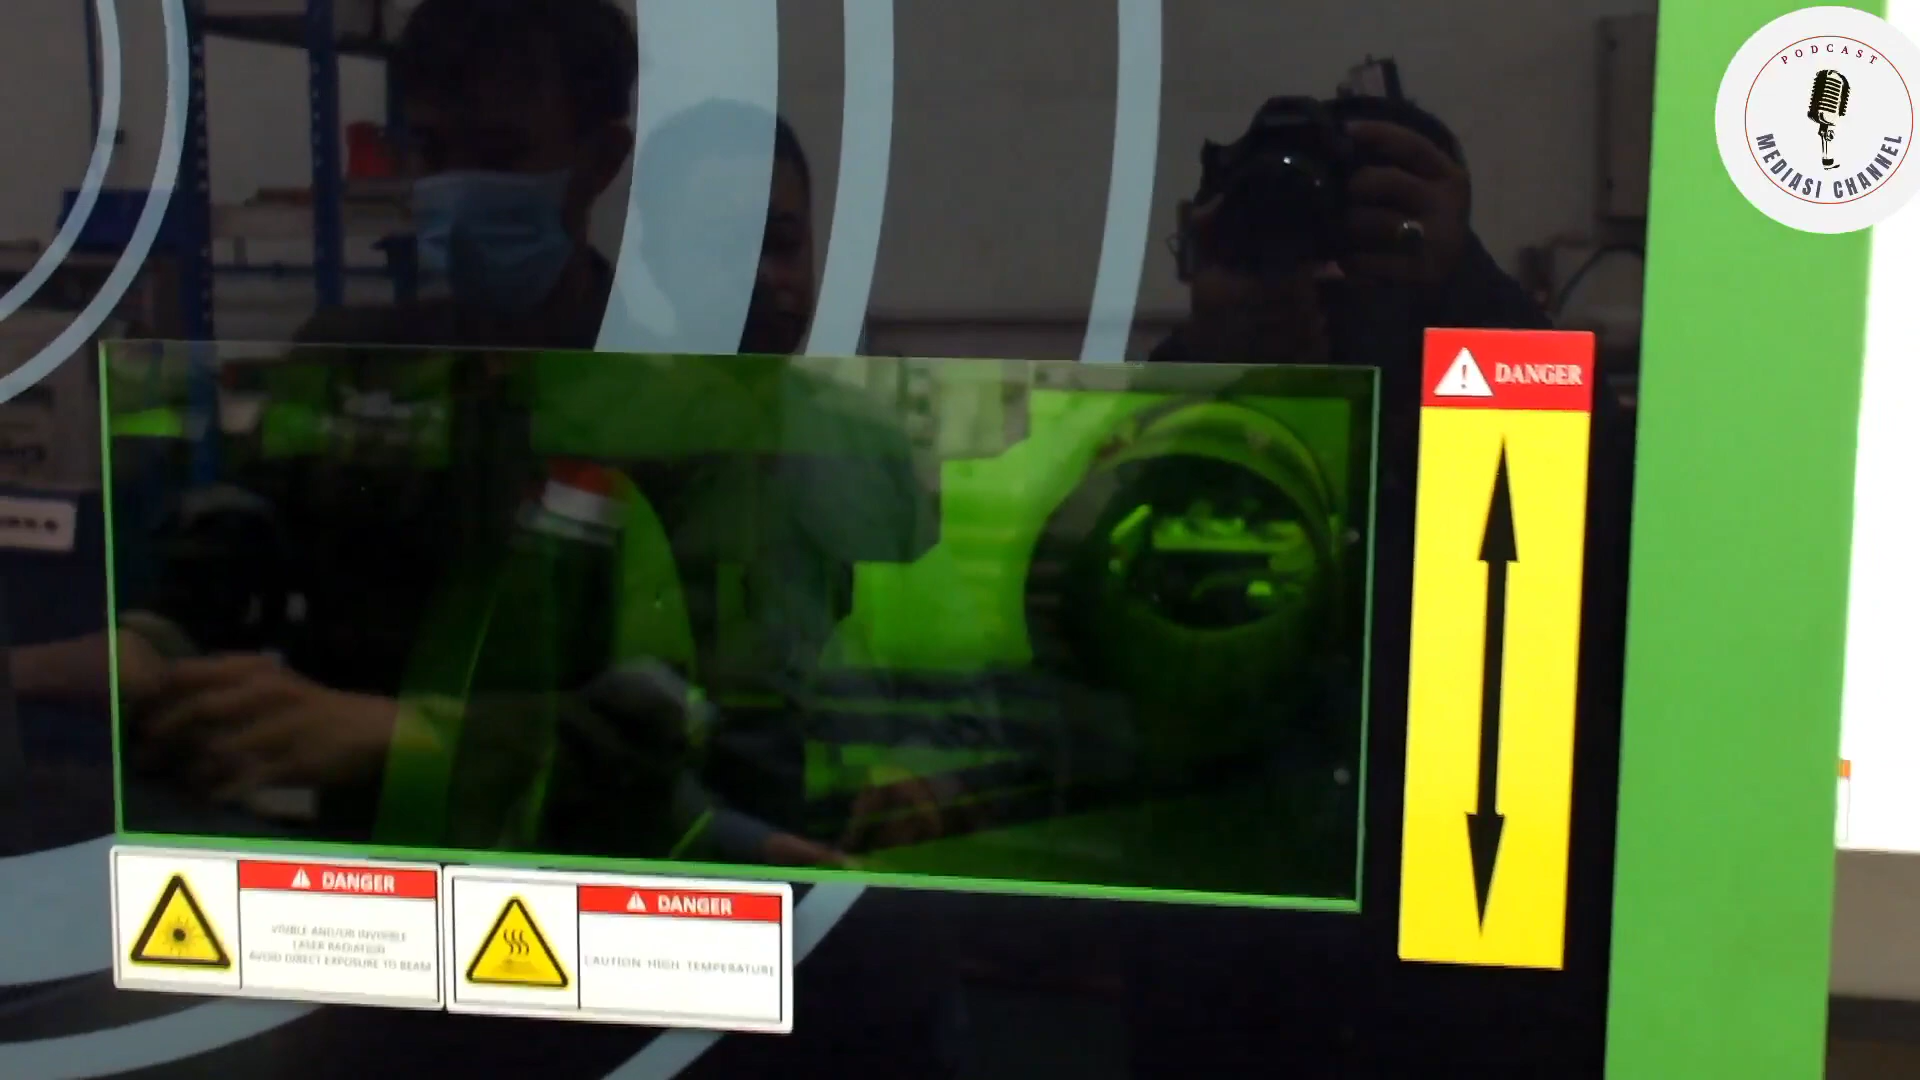 PODCAST
MEDIASI CHANNEL
DANGER
DANGER
VISIBLE AND/OR INVISIBLE
LASER RADIATION
AVOID DIRECT EXPOSURE TO BEAM
DANGER
CAUTION HIGH TEMPERATURE